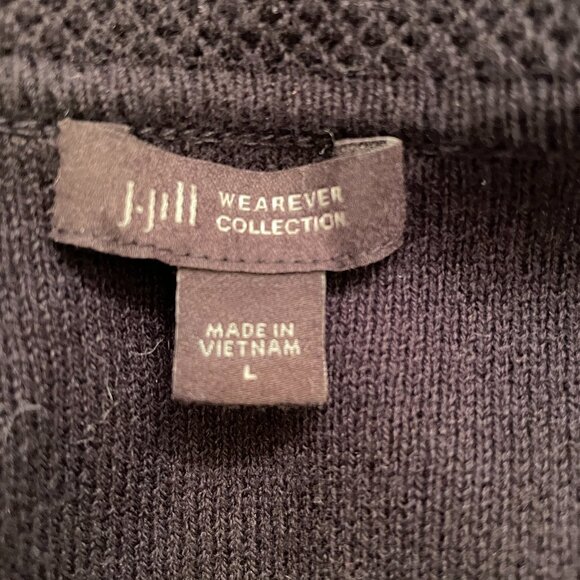 J.Jill WEAREVER
COLLECTION
MADE IN
VIETNAM
L